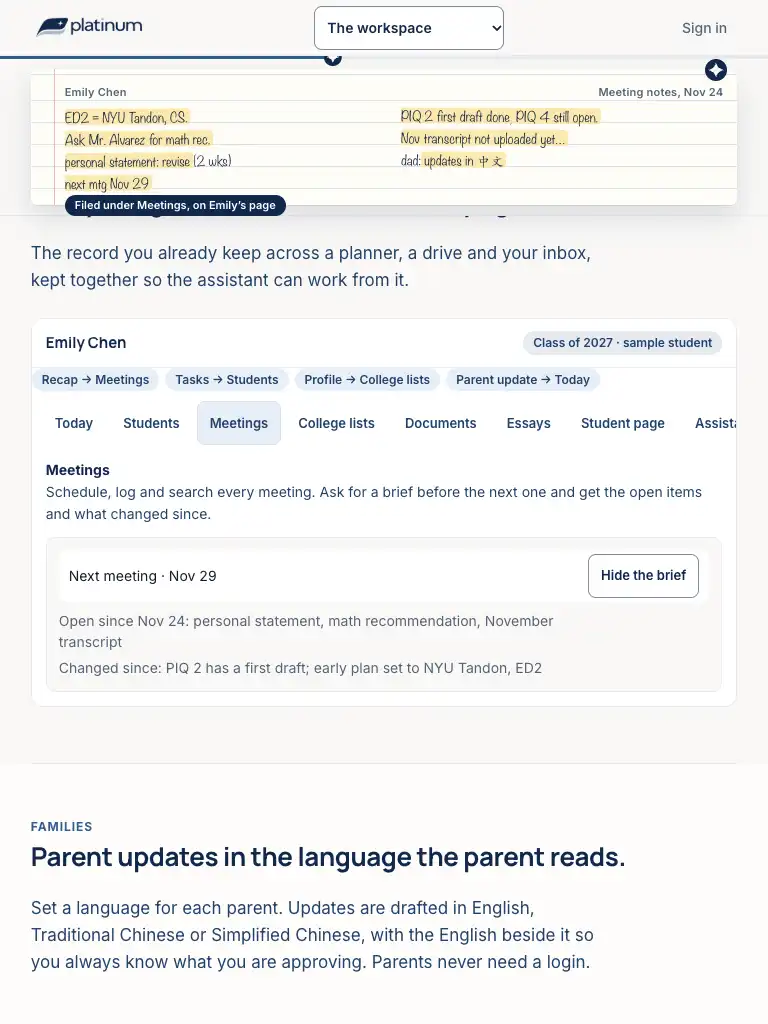 platinum
The workspace
Sign in
Emily Chen
Meeting notes, Nov 24
ED2 = NYU Tandon, CS.
Ask Mr. Alvarez for math rec.
personal statement: revise (2 wks)
next mtg Nov 29
PIQ 2 first draft done, PIQ 4 still open.
Nov transcript not uploaded yet...
dad: updates in 中文
Filed under Meetings, on Emily's page
The record you already keep across a planner, a drive and your inbox,
kept together so the assistant can work from it.
Emily Chen
Class of 2027 · sample student
Recap → Meetings
Tasks → Students
Profile → College lists
Parent update → Today
Today
Students
Meetings
College lists
Documents
Essays
Student page
Meetings
Schedule, log and search every meeting. Ask for a brief before the next one and get the open items
and what changed since.
Next meeting · Nov 29
Hide the brief
Open since Nov 24: personal statement, math recommendation, November
transcript
Changed since: PIQ 2 has a first draft; early plan set to NYU Tandon, ED2
FAMILIES
Parent updates in the language the parent reads.
Set a language for each parent. Updates are drafted in English,
Traditional Chinese or Simplified Chinese, with the English beside it so
you always know what you are approving. Parents never need a login.